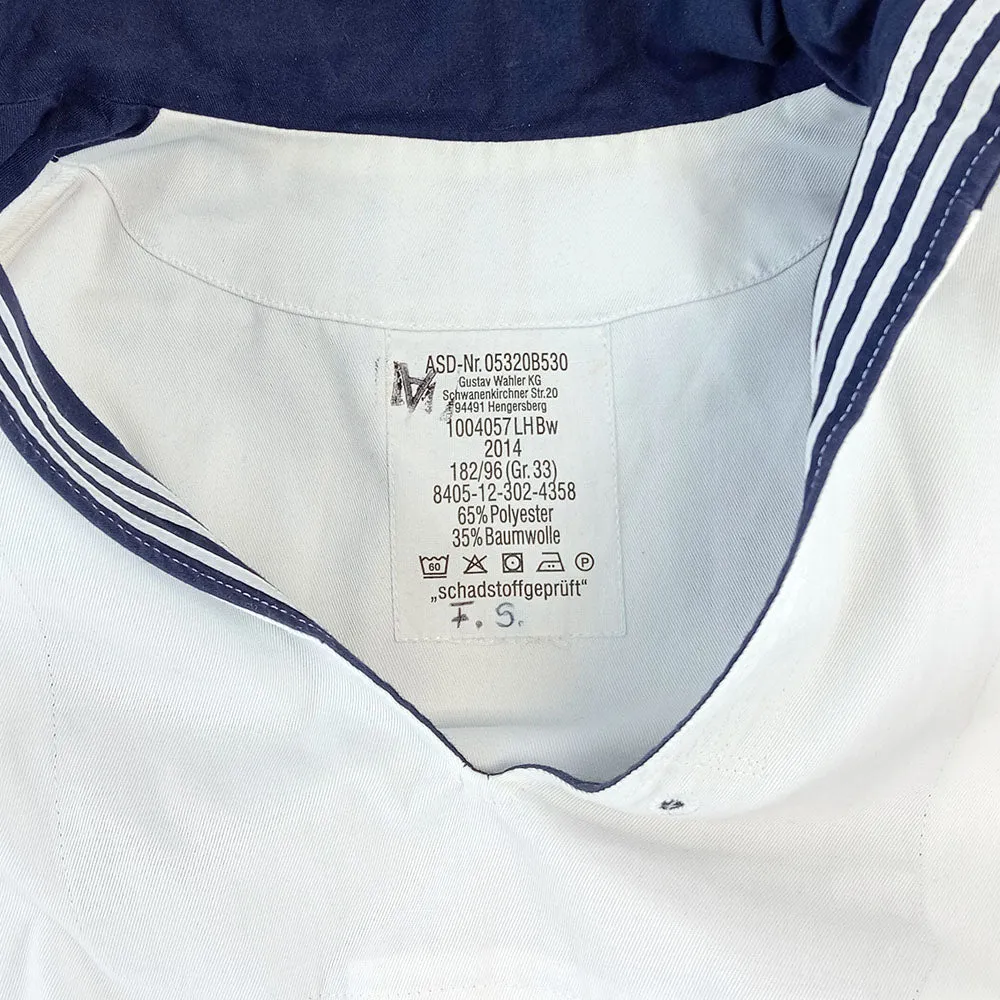 ASD-Nr. 05320B530
Gustav Wahler KG
Schwanenkirchner Str.20
94491 Hengersberg
1004057 LHBw
2014
182/96 (Gr. 33)
8405-12-302-4358
65% Polyester
35% Baumwolle
60 P
„schadstoffgeprüft“
F. S.